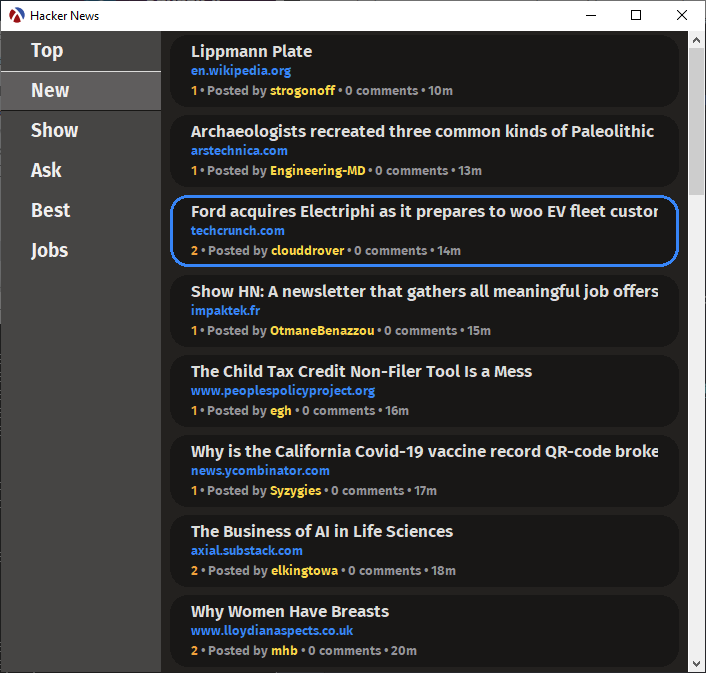 Hacker News
Top
New
Show
Ask
Best
Jobs
Lippmann Plate
en.wikipedia.org
1 • Posted by strogonoff • 0 comments • 10m
Archaeologists recreated three common kinds of Paleolithic
arstechnica.com
1 • Posted by Engineering-MD • 0 comments • 13m
Ford acquires Electriphi as it prepares to woo EV fleet custor
techcrunch.com
2 • Posted by clouddrover • 0 comments • 14m
Show HN: A newsletter that gathers all meaningful job offers
impaktek.fr
1 • Posted by OtmaneBenazzou • 0 comments • 15m
The Child Tax Credit Non-Filer Tool Is a Mess
www.peoplespolicyproject.org
1 • Posted by egh • 0 comments • 16m
Why is the California Covid-19 vaccine record QR-code broke
news.ycombinator.com
1 • Posted by Syzygies • 0 comments • 17m
The Business of AI in Life Sciences
axial.substack.com
2 • Posted by elkingtowa • 0 comments • 18m
Why Women Have Breasts
www.lloydianaspects.co.uk
2 • Posted by mhb • 0 comments • 20m